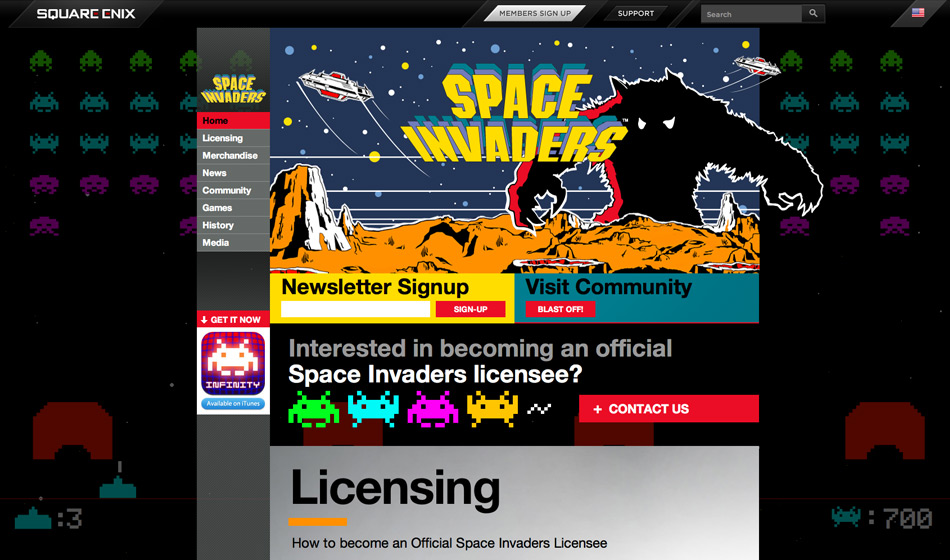 SQUARE ENIX
MEMBERS SIGN UP
SUPPORT
Search
SPACE
INVADERS
Home
Licensing
Merchandise
News
Community
Games
History
Media
GET IT NOW
INFINITY
Available on iTunes
SPACE
INVADERS™
Newsletter Signup
SIGN-UP
Visit Community
BLAST OFF!
Interested in becoming an official
Space Invaders licensee?
+ CONTACT US
Licensing
How to become an Official Space Invaders Licensee
:3
:700